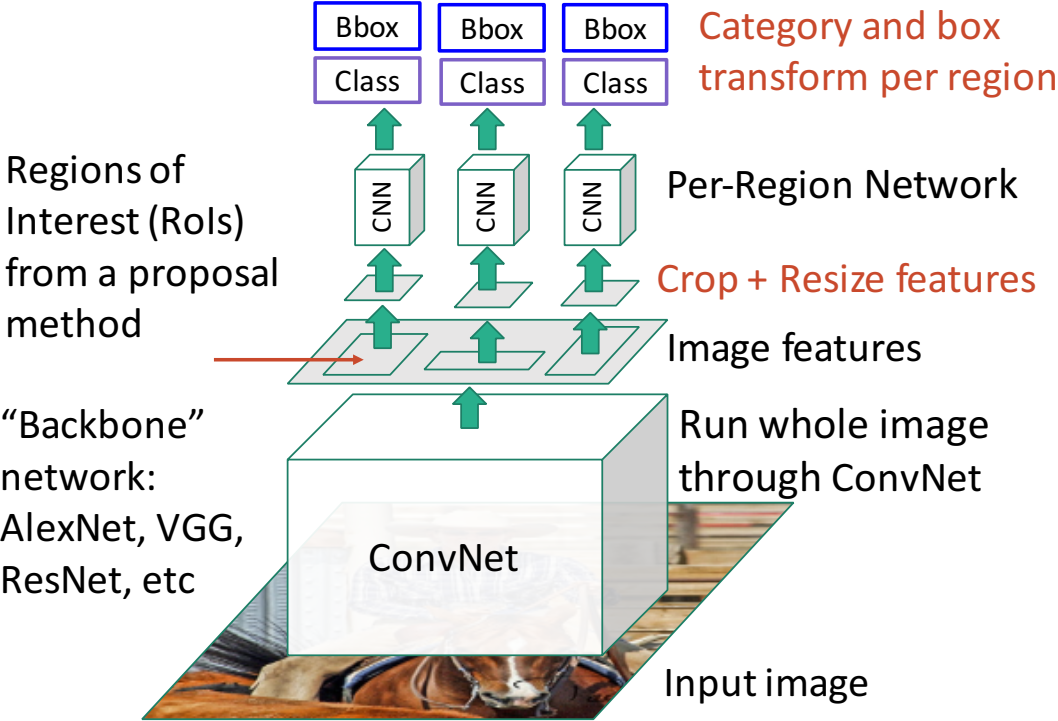 Bbox
Bbox
Bbox
Class
Class
Class
Category and box
transform per region
Regions of
Interest (RoIs)
from a proposal
method
CNN
CNN
CNN
Per-Region Network
Crop + Resize features
Image features
“Backbone”
network:
AlexNet, VGG,
ResNet, etc
Run whole image
through ConvNet
ConvNet
Input image